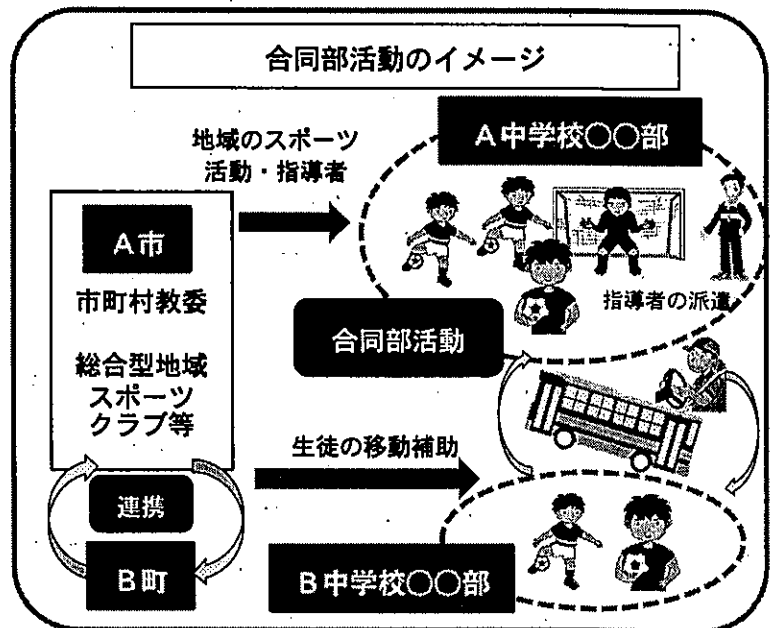 合同部活動のイメージ
地域のスポーツ
活動・指導者
A中学校〇〇部
A市
市町村教委
総合型地域
スポーツ
クラブ等
指導者の派遣
合同部活動
生徒の移動補助
連携
B町
B中学校〇〇部